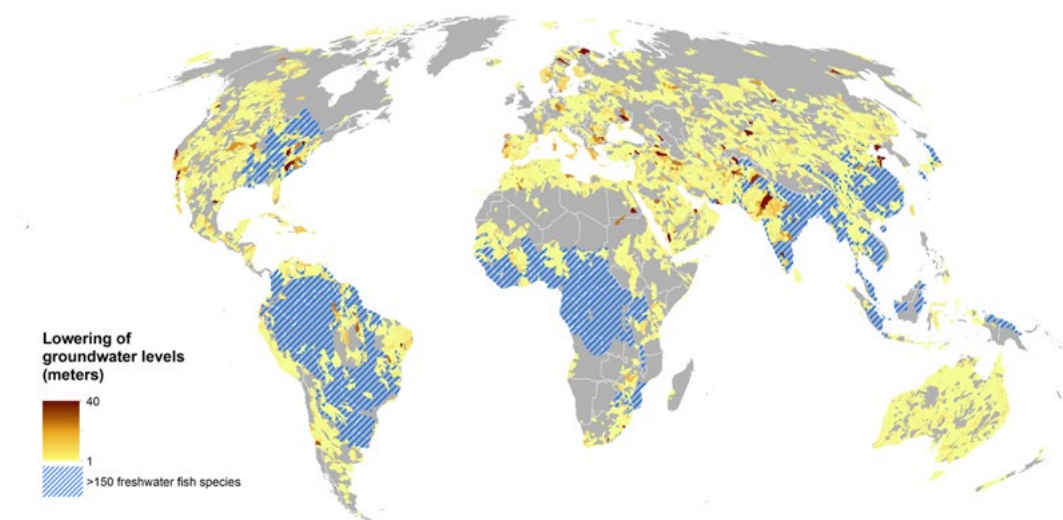 Lowering of
groundwater levels
(meters)
40
1
>150 freshwater fish species